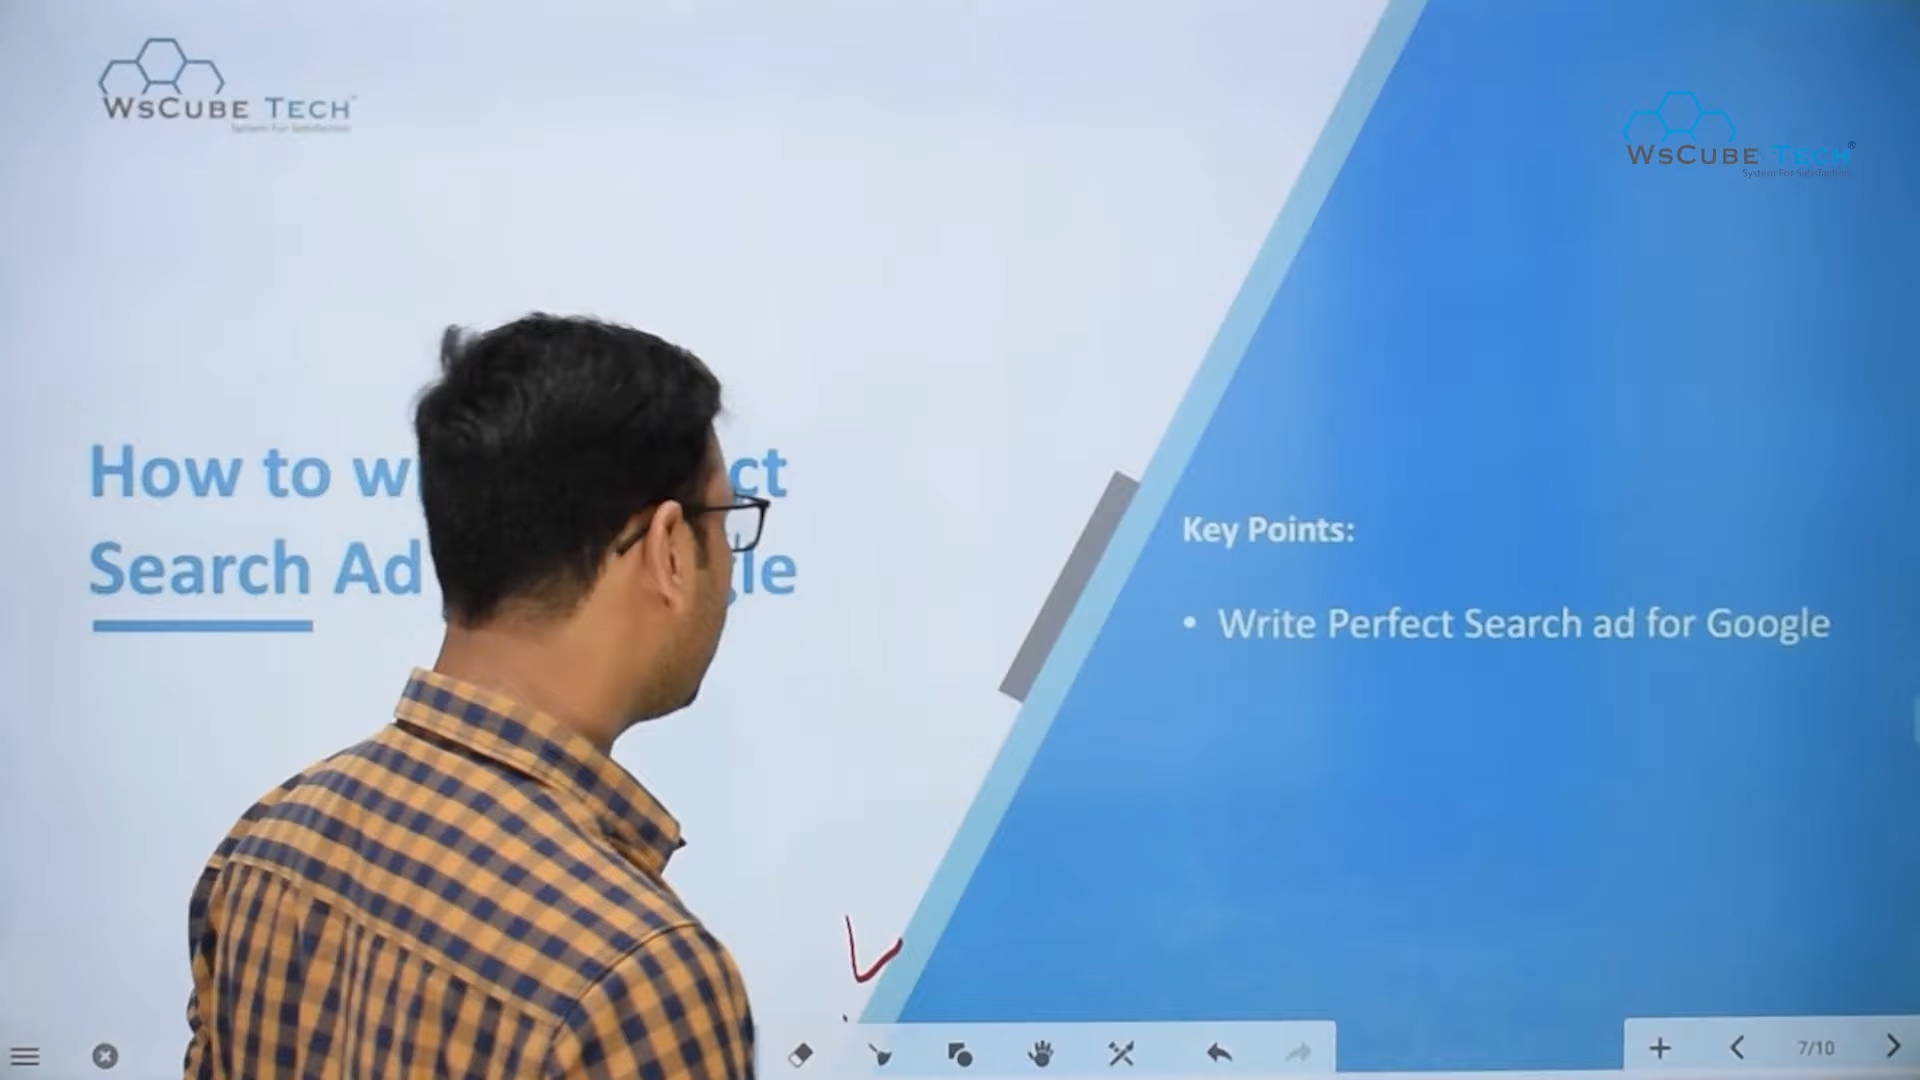 WSCUBE TECH
System For Satisfaction
WSCUBE TECH®
System For Satisfaction
How to w ct
Search Ad le
Key Points:
• Write Perfect Search ad for Google
7/10